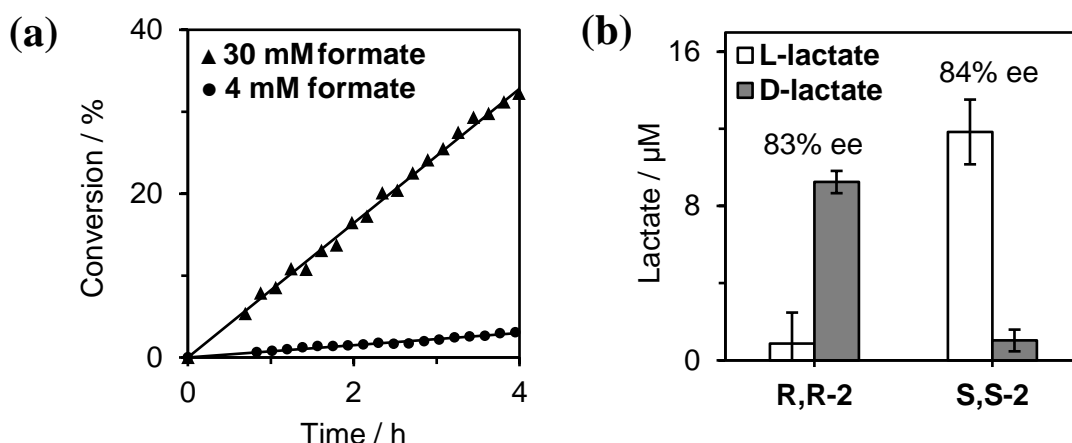 (a)
Conversion / %
40
20
0
30 mM formate
4 mM formate
0 2 4
Time / h
(b)
Lactate / µM
16
8
0
L-lactate
D-lactate
83% ee
84% ee
R,R-2 S,S-2